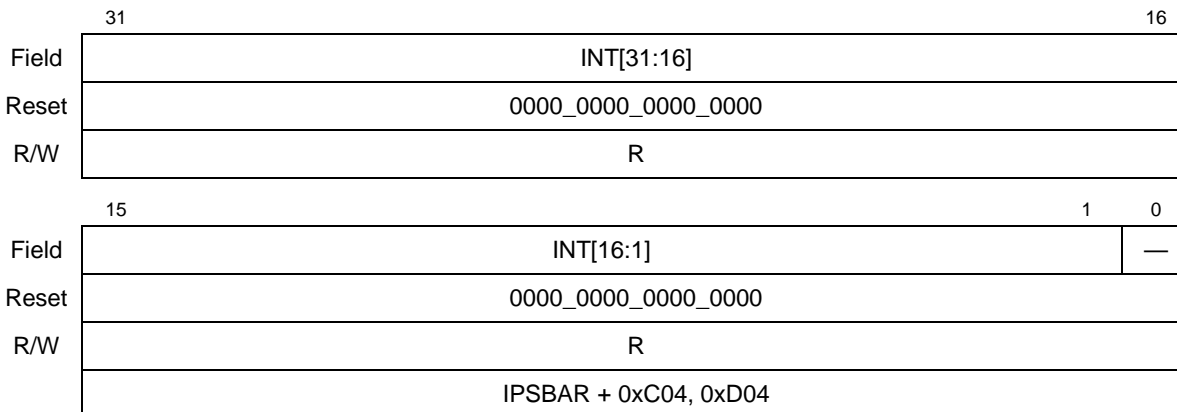 31 16
Field INT[31:16]
Reset 0000_0000_0000_0000
R/W R
15 1 0
Field INT[16:1] —
Reset 0000_0000_0000_0000
R/W R
IPSBAR + 0xC04, 0xD04